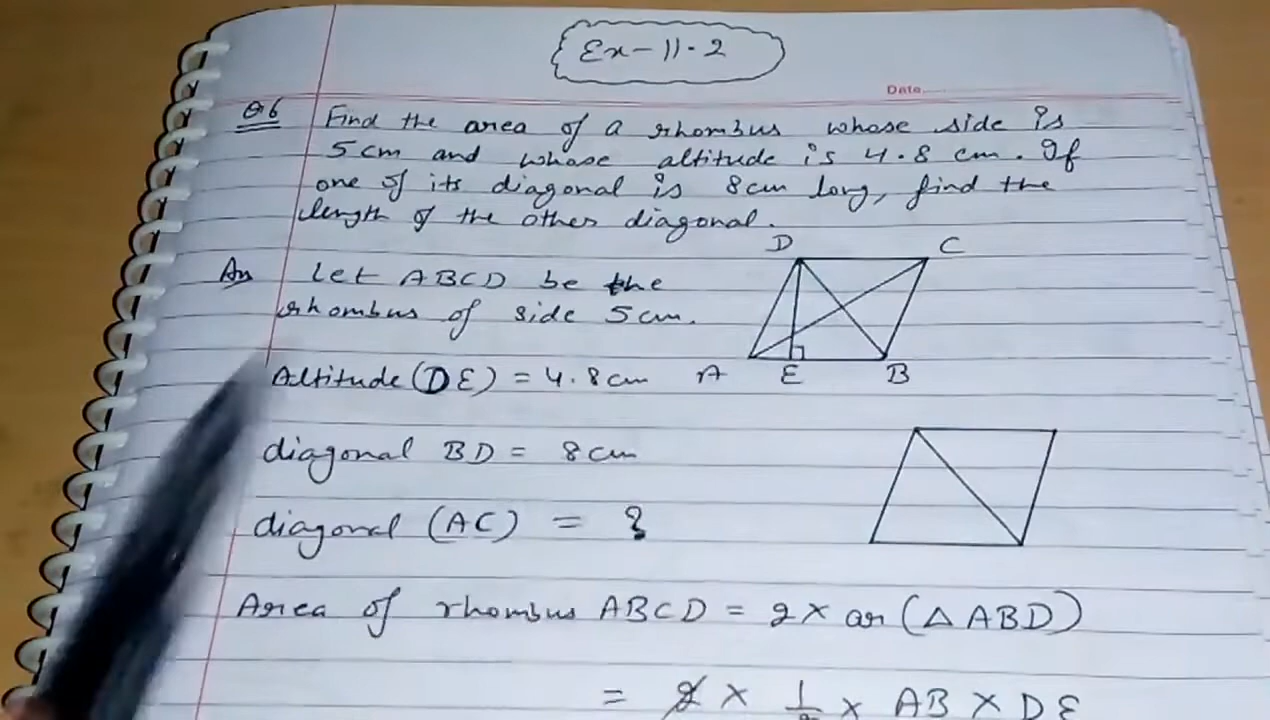 Ex-11.2
Date
Q6 Find the area of a rhombus whose side is
5cm and whose altitude is 4.8 cm. If
one of its diagonal is 8cm long, find the
length of the other diagonal.
D C
An Let ABCD be the
rhombus of side 5cm.
Altitude (DE) = 4.8cm A E B
diagonal BD = 8cm
diagonal (AC) = ?
Area of rhombus ABCD = 2 × ar (△ ABD)
= 2 × 1/2 × AB × DE